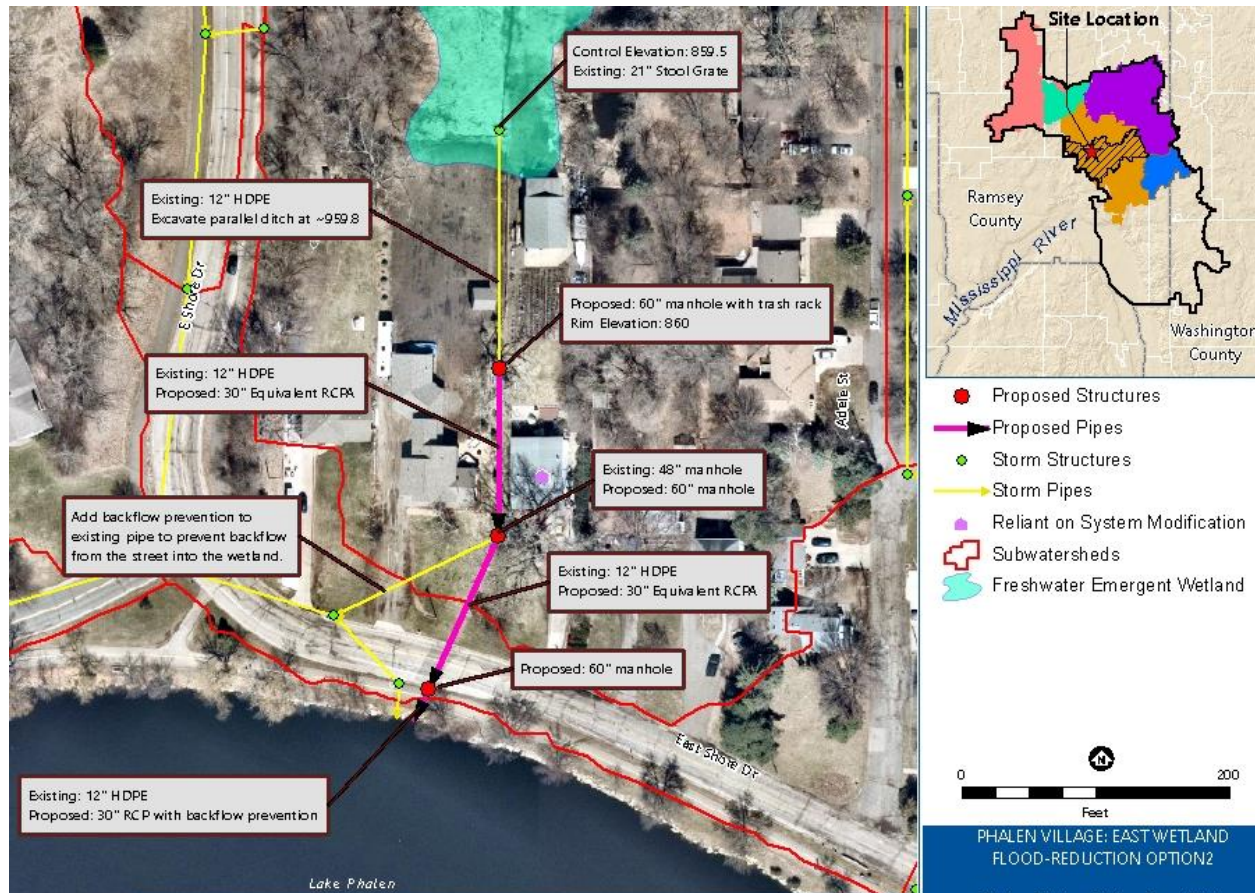 Control Elevation: 859.5
Existing: 21" Stool Grate
Existing: 12" HDPE
Excavate parallel ditch at ~959.8
E Shore Dr
Proposed: 60" manhole with trash rack
Rim Elevation: 860
Existing: 12" HDPE
Proposed: 30" Equivalent RCPA
Adele St
Existing: 48" manhole
Proposed: 60" manhole
Add backflow prevention to
existing pipe to prevent backflow
from the street into the wetland.
Existing: 12" HDPE
Proposed: 30" Equivalent RCPA
Proposed: 60" manhole
East Shore Dr
Existing: 12" HDPE
Proposed: 30" RCP with backflow prevention
Lake Phalen
Site Location
Ramsey
County
Mississippi River
Washington
County
Proposed Structures
Proposed Pipes
Storm Structures
Storm Pipes
Reliant on System Modification
Subwatersheds
Freshwater Emergent Wetland
N
0
200
Feet
PHALEN VILLAGE: EAST WETLAND
FLOOD-REDUCTION OPTION2